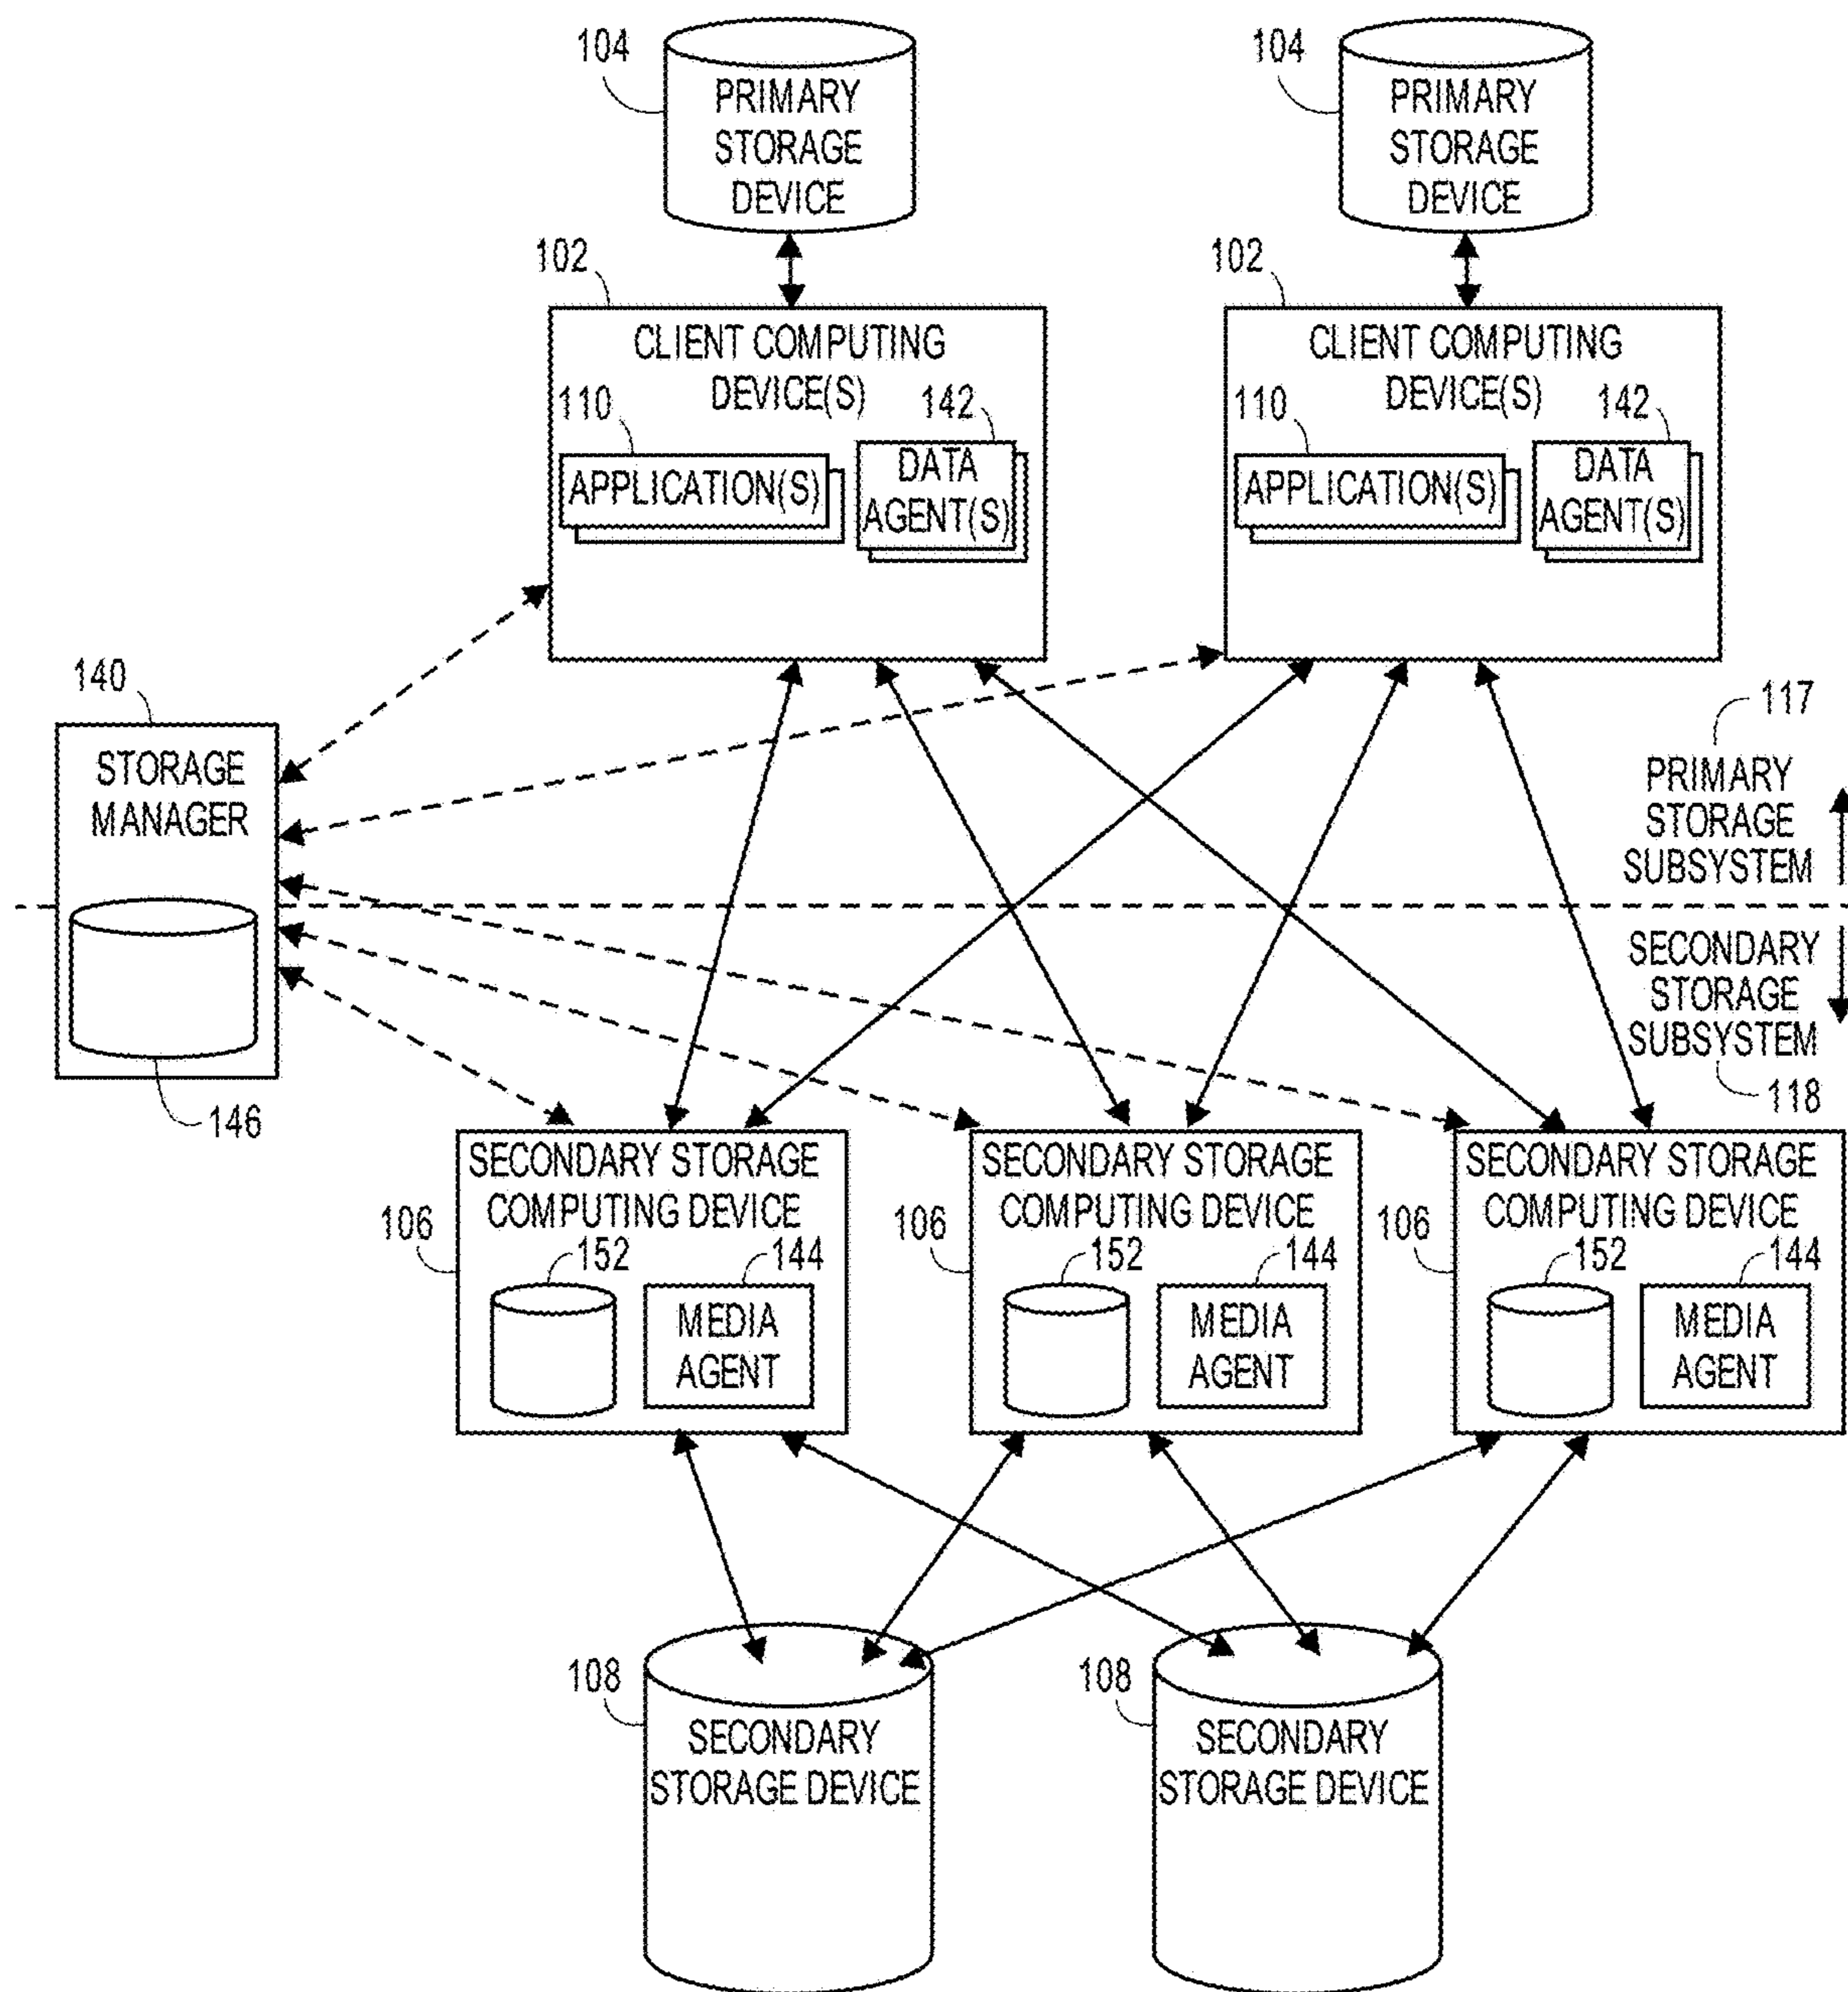 104
PRIMARY
STORAGE
DEVICE
104
PRIMARY
STORAGE
DEVICE
102
CLIENT COMPUTING
DEVICE(S)
110
APPLICATION(S)
142
DATA
AGENT(S)
102
CLIENT COMPUTING
DEVICE(S)
110
APPLICATION(S)
142
DATA
AGENT(S)
140
STORAGE
MANAGER
146
117
PRIMARY
STORAGE
SUBSYSTEM
SECONDARY
STORAGE
SUBSYSTEM
118
106
SECONDARY STORAGE
COMPUTING DEVICE
152
144
MEDIA
AGENT
106
SECONDARY STORAGE
COMPUTING DEVICE
152
144
MEDIA
AGENT
106
SECONDARY STORAGE
COMPUTING DEVICE
152
144
MEDIA
AGENT
108
SECONDARY
STORAGE DEVICE
108
SECONDARY
STORAGE DEVICE